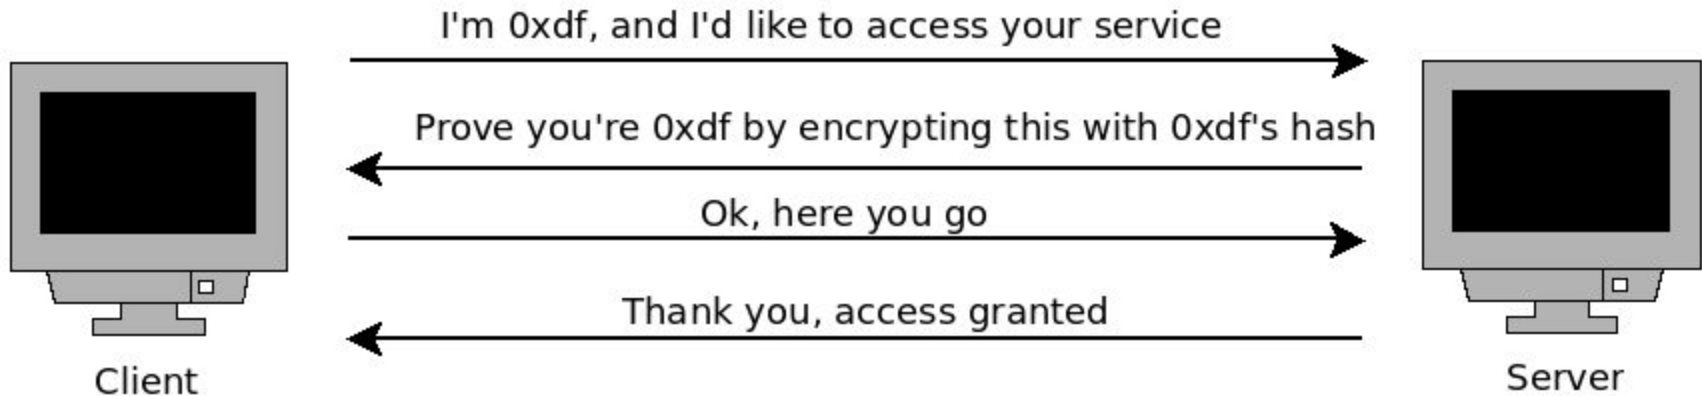 I'm 0xdf, and I'd like to access your service
Prove you're 0xdf by encrypting this with 0xdf's hash
Ok, here you go
Thank you, access granted
Client
Server